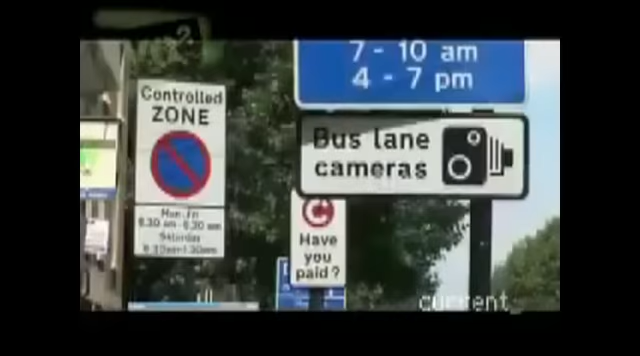 Controlled
ZONE
Mon-Fri
8.30 am - 6.30 pm
Saturday
7 - 10 am
4 - 7 pm
Bus lane
cameras
C
Have
you
paid?
current